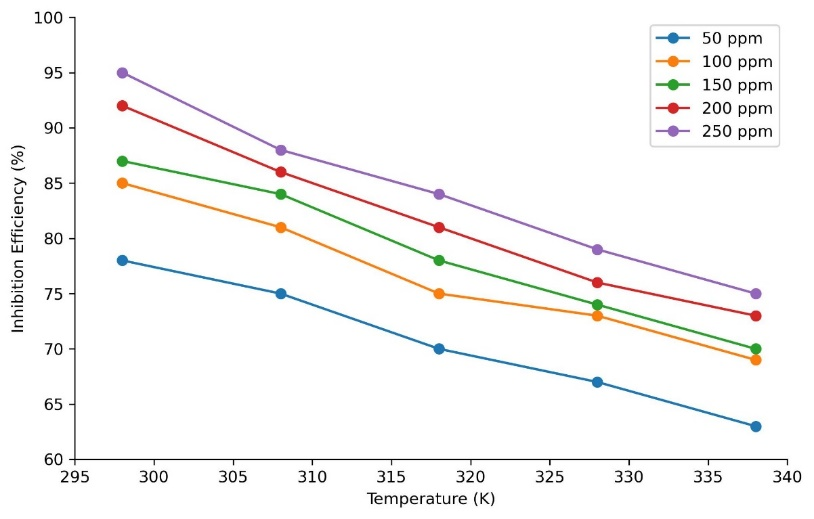 100
95
90
85
80
75
70
65
60
Inhibition Efficiency (%)
50 ppm
100 ppm
150 ppm
200 ppm
250 ppm
295 300 305 310 315 320 325 330 335 340
Temperature (K)